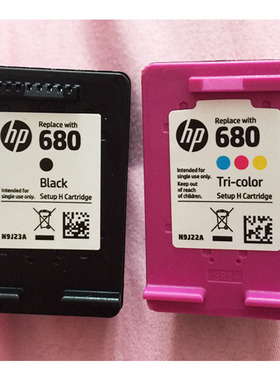 hp
Replace with
680
Black
Intended for
single use only
Setup H Cartridge
N9J23A
hp
Replace with
680
Tri-color
Intended for
single use only
Keep out of
reach of children.
Setup H Cartridge
N9J22A